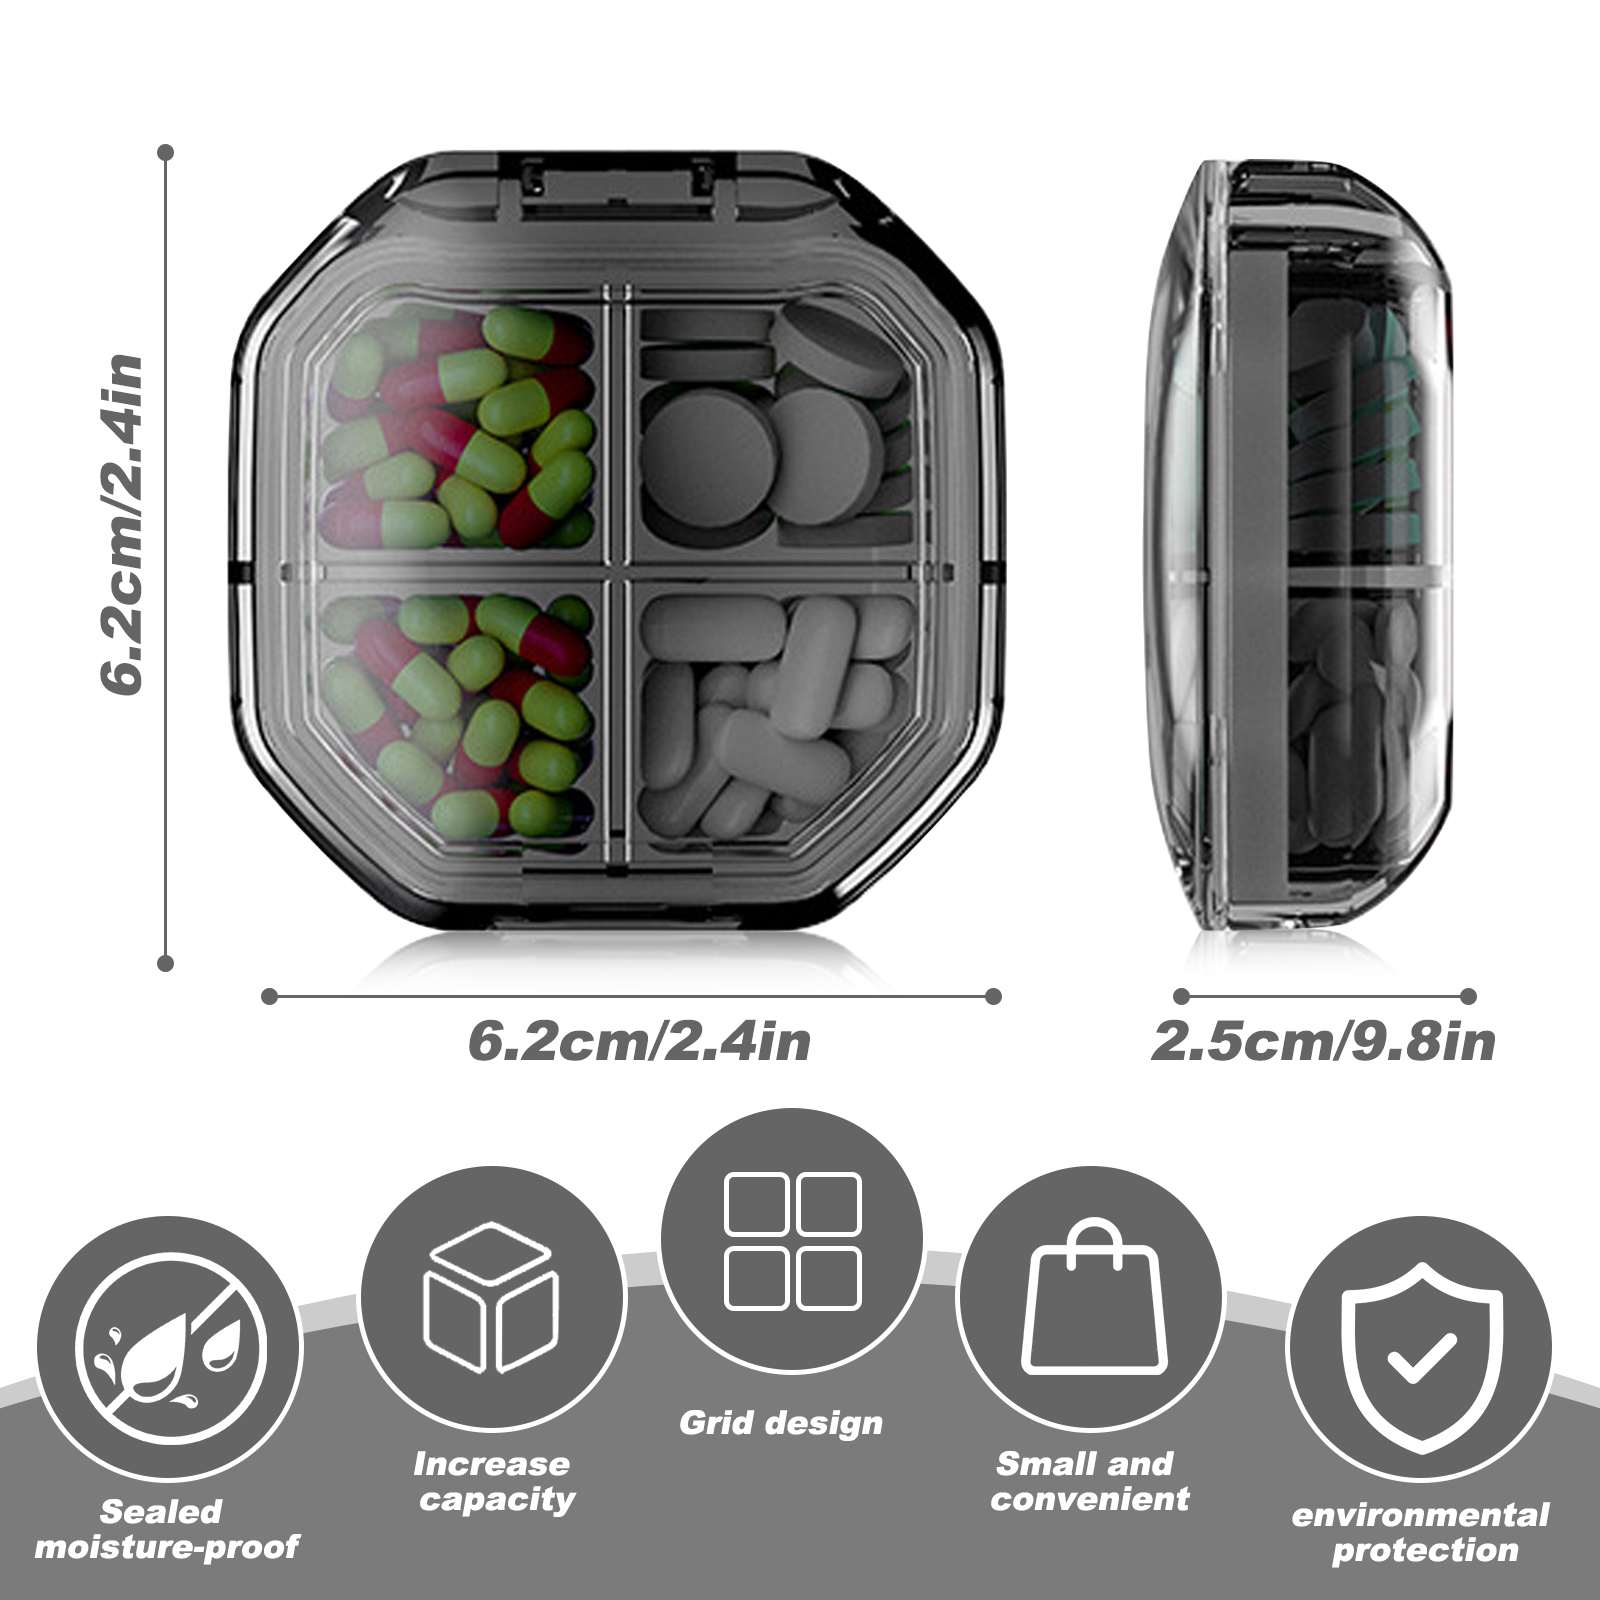 6.2cm/2.4in
6.2cm/2.4in
2.5cm/9.8in
Sealed
moisture-proof
Increase
capacity
Grid design
Small and
convenient
environmental
protection